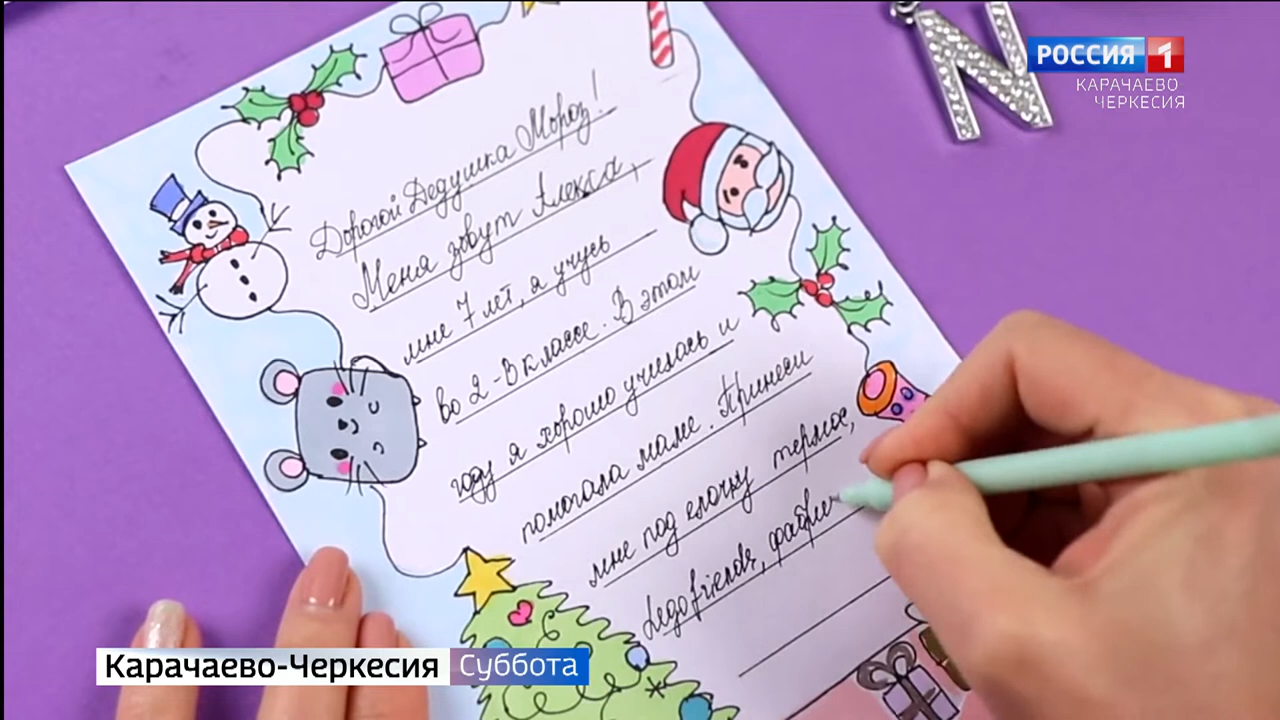 РОССИЯ 1
КАРАЧАЕВО-
ЧЕРКЕСИЯ
N
Дорогой Дедушка Мороз!
Меня зовут Алекса,
мне 7 лет, я учусь
во 2-В классе. В этом
году я хорошо училась и
помогала маме. Принеси
мне под елочку термос,
Lego friends, фабри
Карачаево-Черкесия Суббота